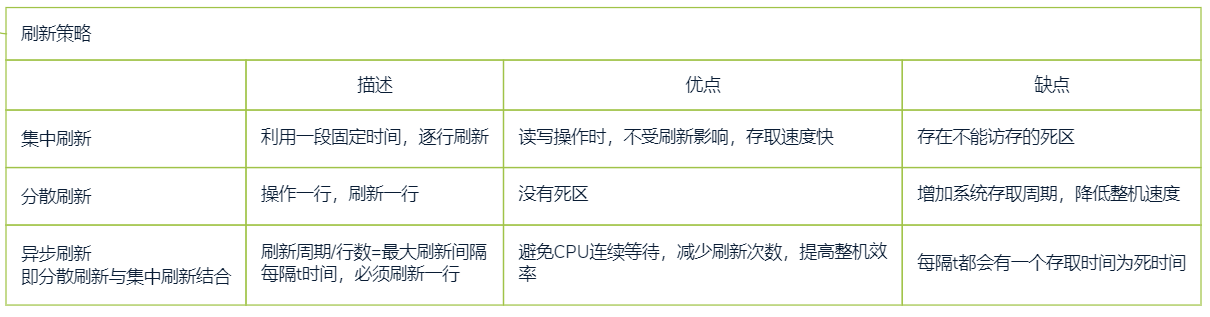 刷新策略
描述
优点
缺点
集中刷新
利用一段固定时间，逐行刷新
读写操作时，不受刷新影响，存取速度快
存在不能访存的死区
分散刷新
操作一行，刷新一行
没有死区
增加系统存取周期，降低整机速度
异步刷新
即分散刷新与集中刷新结合
刷新周期/行数=最大刷新间隔
每隔t时间，必须刷新一行
避免CPU连续等待，减少刷新次数，提高整机效
率
每隔t都会有一个存取时间为死时间